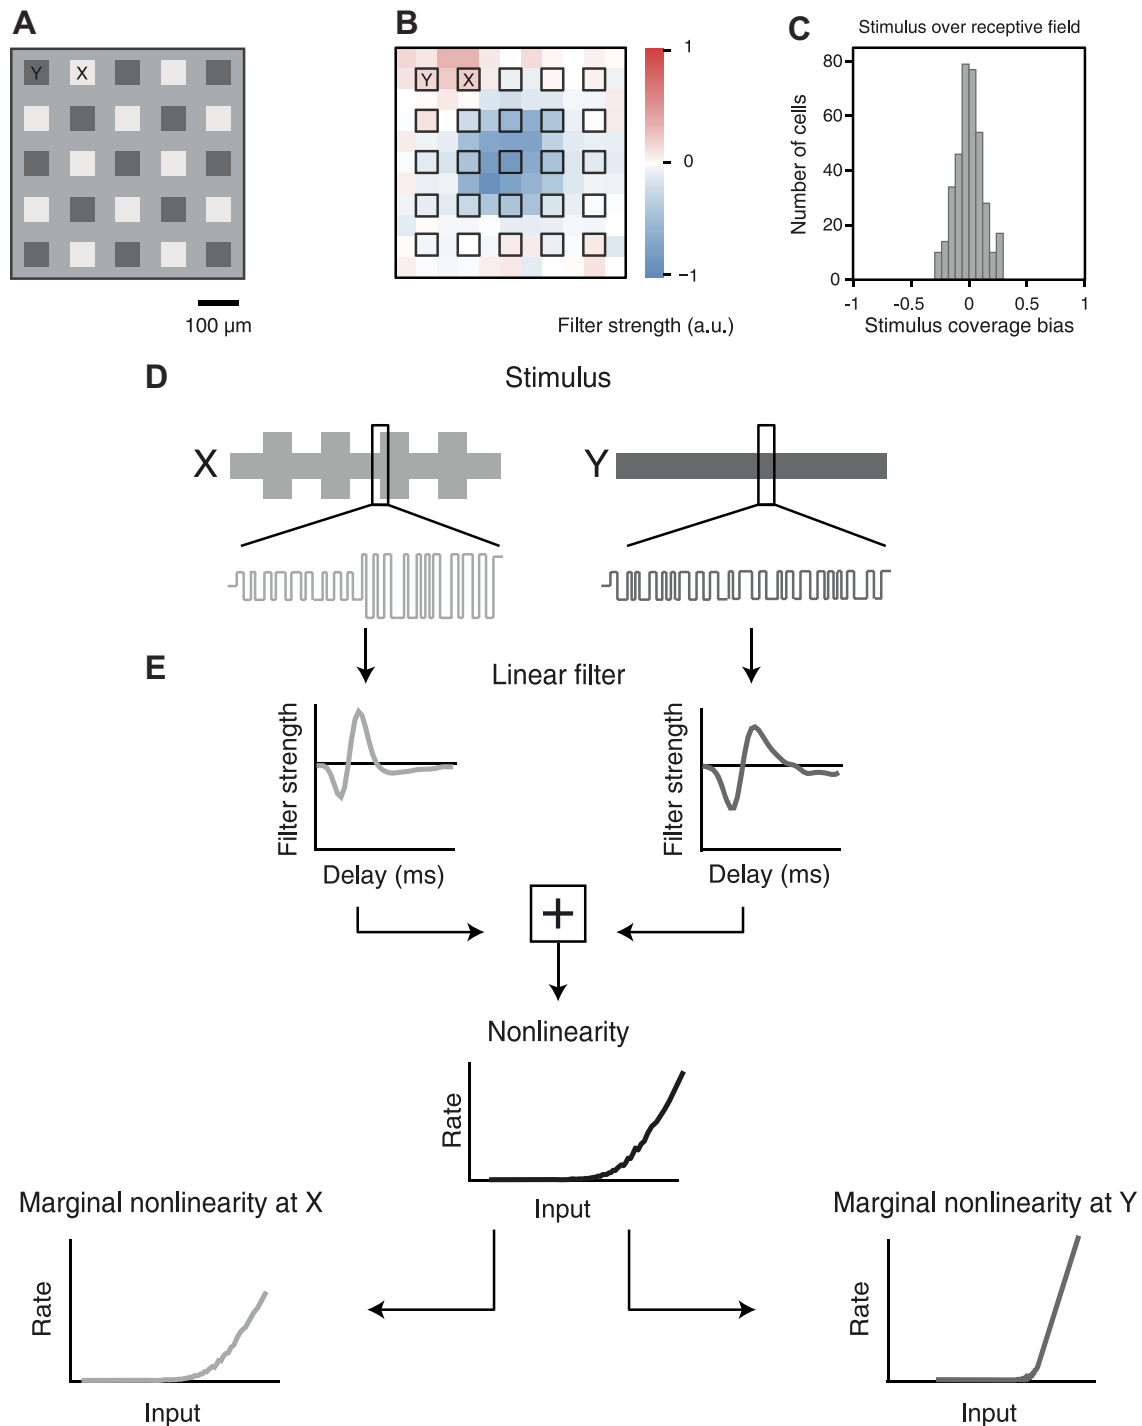 A
Y X
100 µm
B
Y X
1
0
−1
Filter strength (a.u.)
C
Stimulus over receptive field
Number of cells
80
60
40
20
0
-1 -0.5 0 0.5 1
Stimulus coverage bias
D
Stimulus
X
Y
E
Linear filter
Filter strength
Delay (ms)
Filter strength
Delay (ms)
+
Nonlinearity
Rate
Input
Marginal nonlinearity at X
Rate
Input
Marginal nonlinearity at Y
Rate
Input